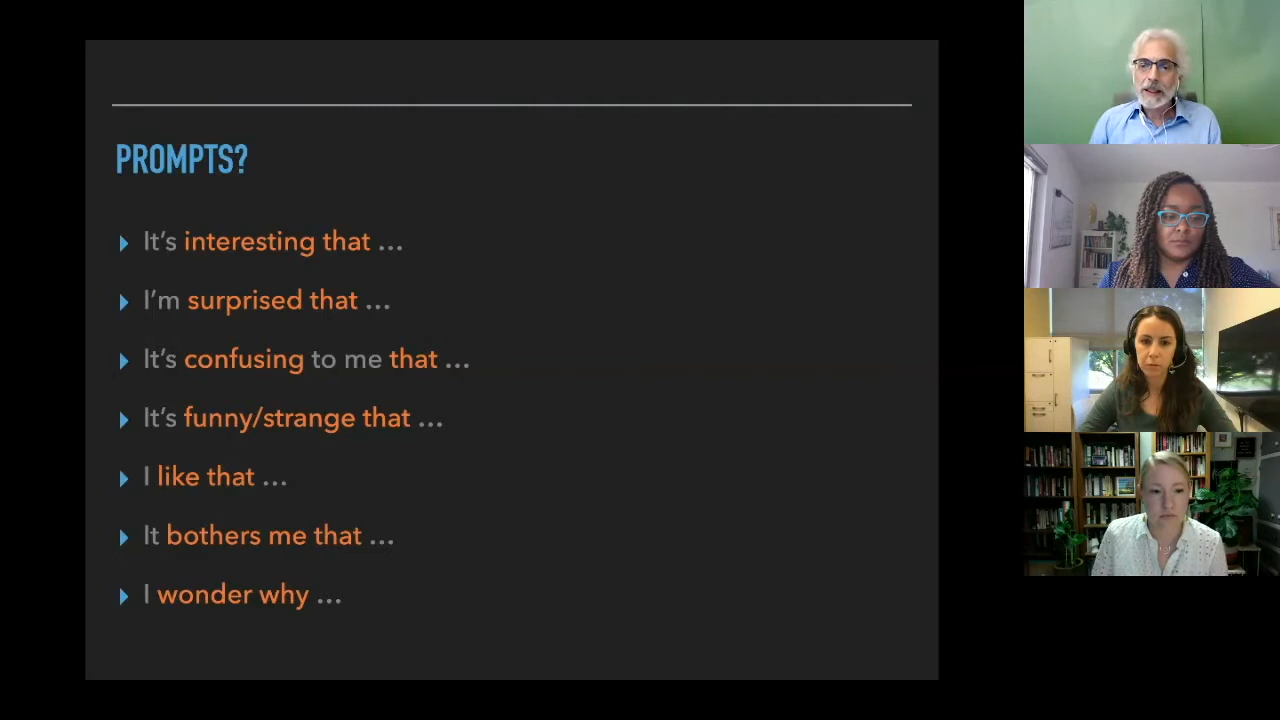 PROMPTS?
It's interesting that …
I'm surprised that …
It's confusing to me that …
It's funny/strange that …
I like that …
It bothers me that …
I wonder why …